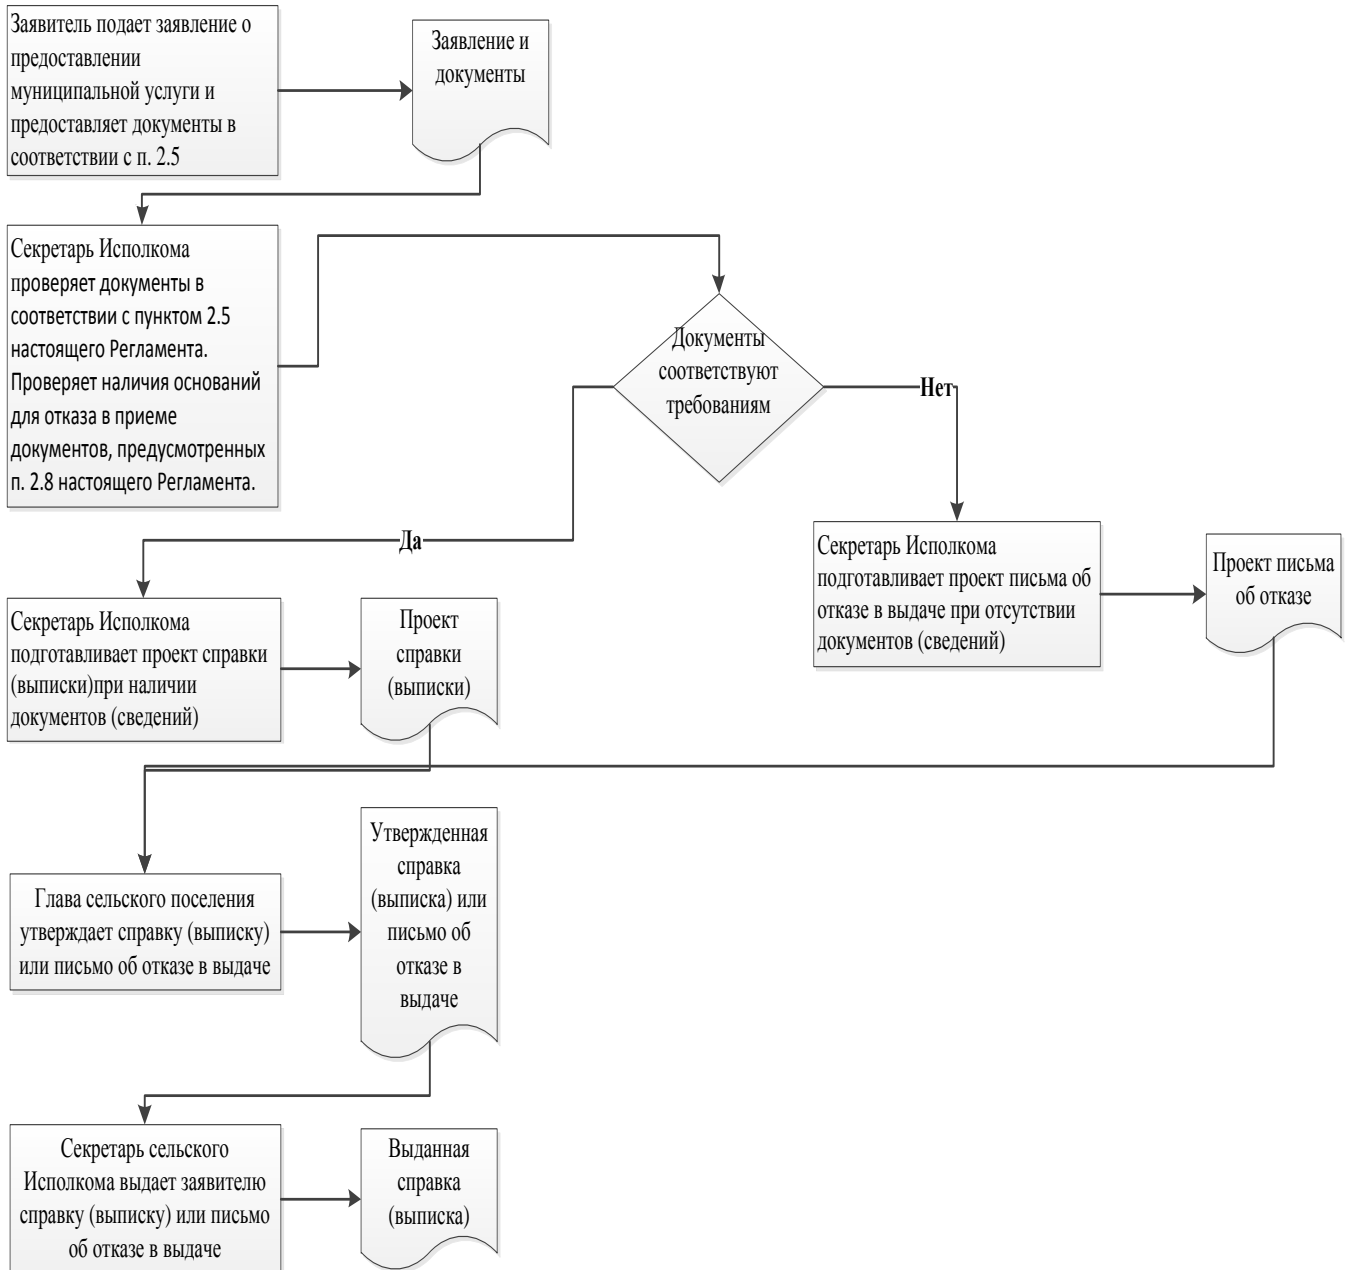 Заявитель подает заявление о
предоставлении
муниципальной услуги и
предоставляет документы в
соответствии с п. 2.5
Заявление и
документы
Секретарь Исполкома
проверяет документы в
соответствии с пунктом 2.5
настоящего Регламента.
Проверяет наличия оснований
для отказа в приеме
документов, предусмотренных
п. 2.8 настоящего Регламента.
Документы
соответствуют
требованиям
Нет
Да
Секретарь Исполкома
подготавливает проект письма об
отказе в выдаче при отсутствии
документов (сведений)
Проект письма
об отказе
Секретарь Исполкома
подготавливает проект справки
(выписки)при наличии
документов (сведений)
Проект
справки
(выписки)
Глава сельского поселения
утверждает справку (выписку)
или письмо об отказе в выдаче
Утвержденная
справка
(выписка) или
письмо об
отказе в
выдаче
Секретарь сельского
Исполкома выдает заявителю
справку (выписку) или письмо
об отказе в выдаче
Выданная
справка
(выписка)